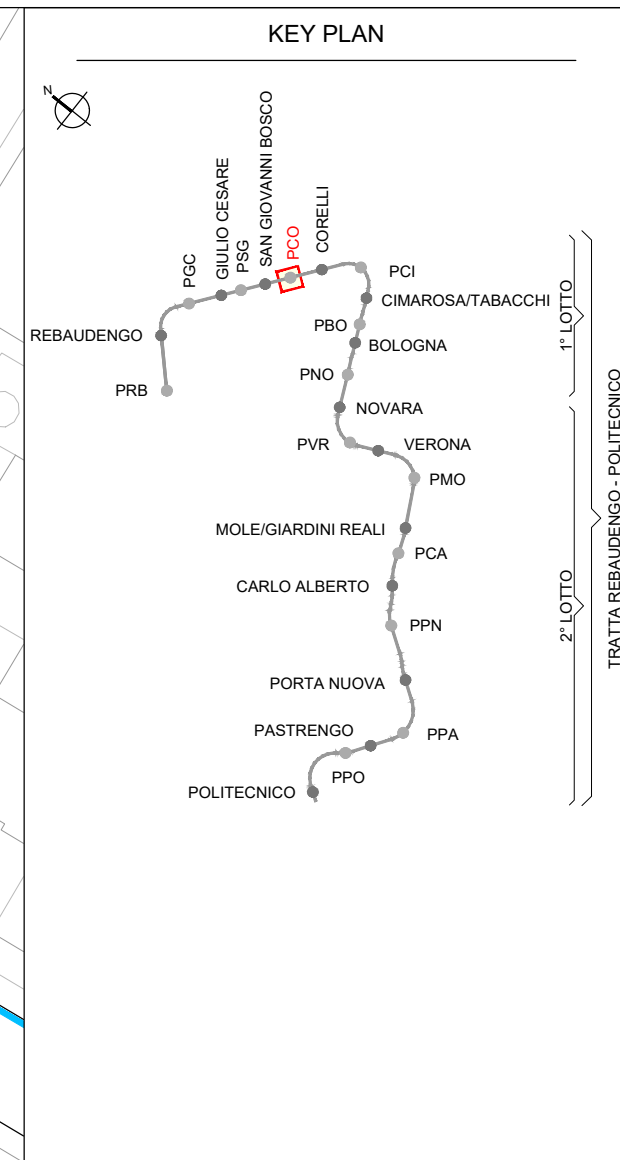 KEY PLAN
N
PGC
GIULIO CESARE
PSG
SAN GIOVANNI BOSCO
PCO
CORELLI
PCI
CIMAROSA/TABACCHI
REBAUDENGO
PBO
BOLOGNA
PRB
PNO
NOVARA
PVR
VERONA
PMO
MOLE/GIARDINI REALI
PCA
CARLO ALBERTO
PPN
PORTA NUOVA
PASTRENGO
PPA
PPO
POLITECNICO
1° LOTTO
2° LOTTO
TRATTA REBAUDENGO - POLITECNICO